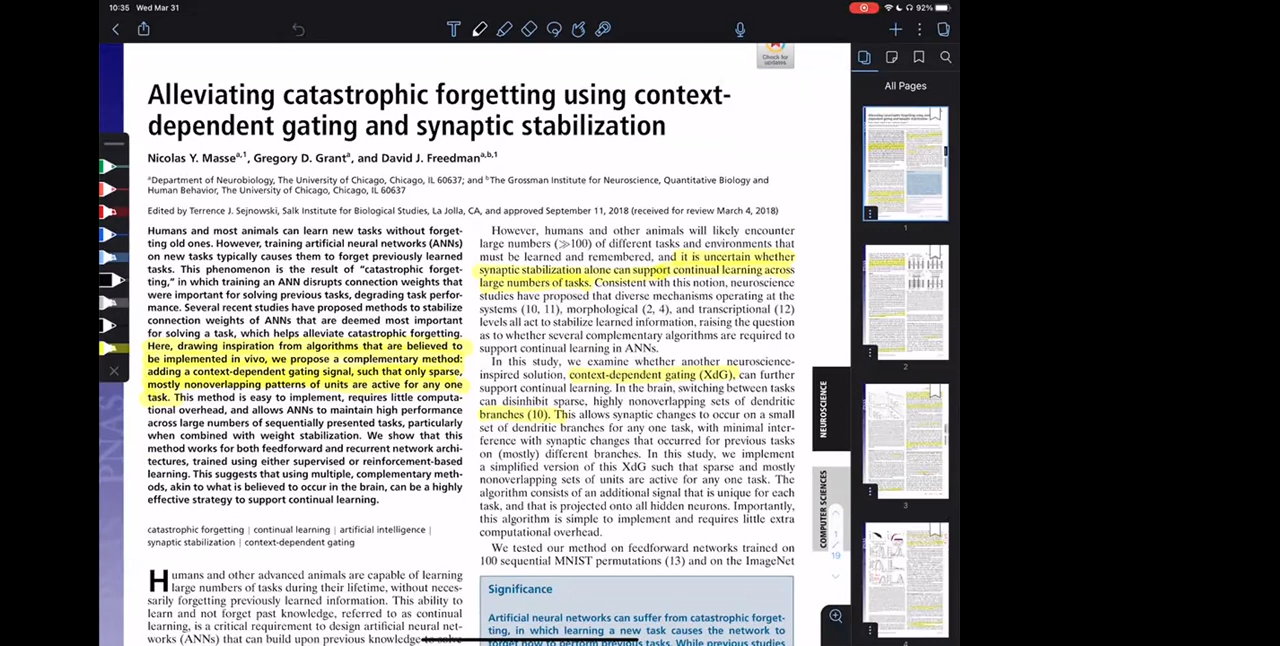 10:35 Wed Mar 31
92%
Check for
updates
Alleviating catastrophic forgetting using context-
dependent gating and synaptic stabilization
Nicolas Y. Masse a,1, Gregory D. Grant a, and David J. Freedman a,b,1
a Department of Neurobiology, The University of Chicago, Chicago, IL 60637; and b The Grossman Institute for Neuroscience, Quantitative Biology and
Human Behavior, The University of Chicago, Chicago, IL 60637
Edited by Terrence J. Sejnowski, Salk Institute for Biological Studies, La Jolla, CA, and approved September 11, 2018 (received for review March 4, 2018)
Humans and most animals can learn new tasks without forget-
ting old ones. However, training artificial neural networks (ANNs)
on new tasks typically causes them to forget previously learned
tasks. This phenomenon is the result of “catastrophic forget-
ting,” in which training disrupts connection weights that
were important for solving previous tasks, degrading task perfor-
mance. Several recent studies have proposed methods to stabilize
connection weights of ANNs that are deemed most important
for solving a task, which helps alleviate catastrophic forgetting.
Here, drawing inspiration from algorithms that are believed to
be implemented in vivo, we propose a complementary method:
adding a context-dependent gating signal, such that only sparse,
mostly nonoverlapping patterns of units are active for any one
task. This method is easy to implement, requires little computa-
tional overhead, and allows ANNs to maintain high performance
across large numbers of sequentially presented tasks, particularly
when combined with weight stabilization. We show that this
method works for both feedforward and recurrent network archi-
tectures, trained using either supervised or reinforcement-based
learning. This suggests that using multiple, complementary meth-
ods, akin to what is believed to occur in the brain, can be a highly
effective strategy to support continual learning.
catastrophic forgetting | continual learning | artificial intelligence |
synaptic stabilization | context-dependent gating
Humans and other advanced animals are capable of learning
large numbers of tasks during their lifetime, without neces-
sarily forgetting previously learned information. This ability to
learn and not forget past knowledge, referred to as continual
learning, is a critical requirement to design artificial neural net-
works (ANNs) that can build upon previous knowledge to solve
However, humans and other animals will likely encounter
large numbers (≫100) of different tasks and environments that
must be learned and remembered, and it is uncertain whether
synaptic stabilization alone can support continual learning across
large numbers of tasks. Consistent with this notion, neuroscience
studies have proposed that diverse mechanisms operating at the
systems (10, 11), morphological (2, 4), and transcriptional (12)
levels all act to stabilize learned information, raising the question
as to whether several complementary algorithms are required to
support continual learning in ANNs.
In this study, we examine whether another neuroscience-
inspired solution, context-dependent gating (XdG), can further
support continual learning. In the brain, switching between tasks
can disinhibit sparse, highly nonoverlapping sets of dendritic
branches (10). This allows synaptic changes to occur on a small
set of dendritic branches for any one task, with minimal inter-
ference with synaptic changes that occurred for previous tasks
on (mostly) different branches. In this study, we implement
a simplified version of this XdG such that sparse and mostly
nonoverlapping sets of units are active for any one task. The
algorithm consists of an additional signal that is unique for each
task, and that is projected onto all hidden neurons. Importantly,
this algorithm is simple to implement and requires little extra
computational overhead.
We tested our method on feedforward networks trained on
100 sequential MNIST permutations (13) and on the ImageNet
Significance
Artificial neural networks can suffer from catastrophic forget-
ting, in which learning a new task causes the network to
forget how to perform previous tasks. While previous studies
NEUROSCIENCE
COMPUTER SCIENCES
1
19
All Pages
1
2
3
4